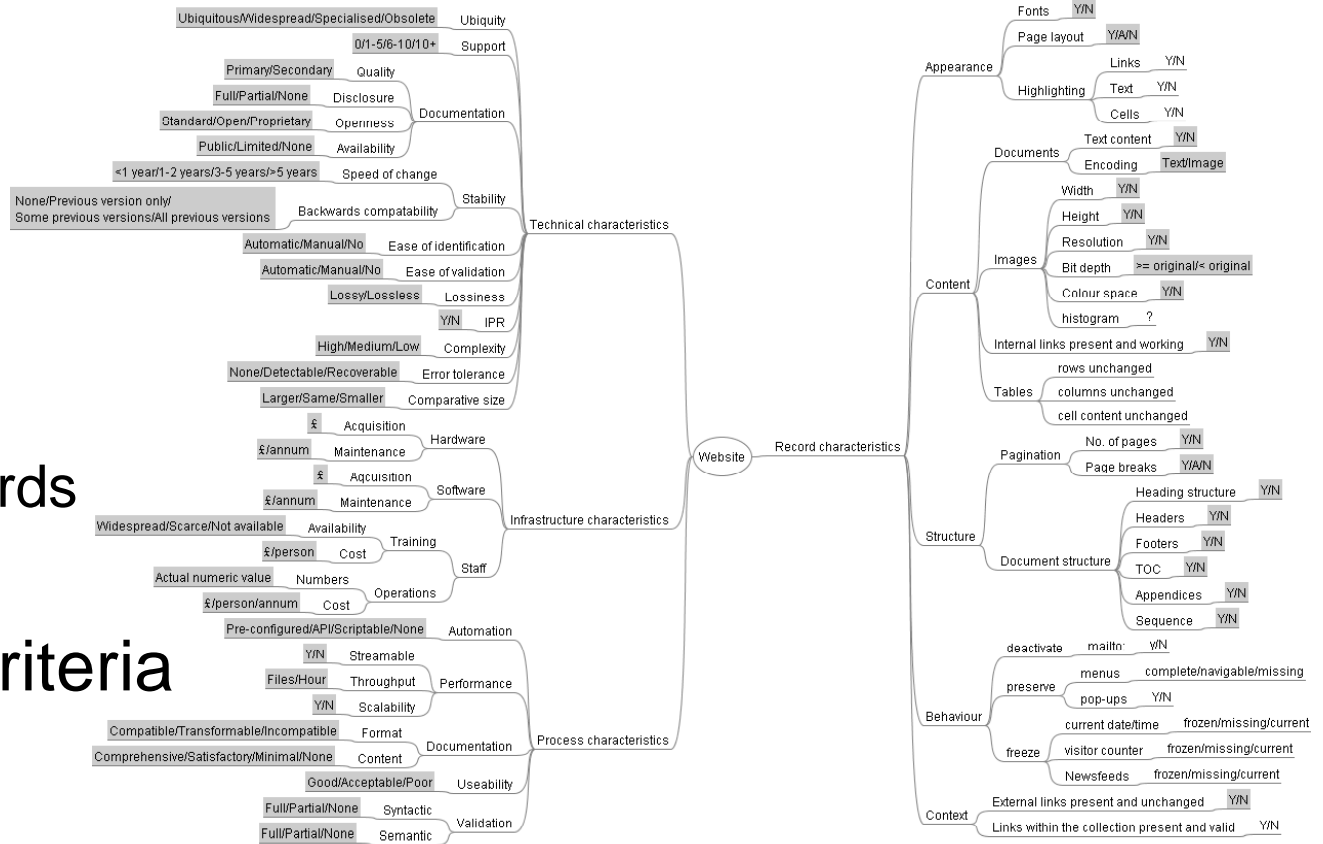 Ubiquitous/Widespread/Specialised/Obsolete Ubiquity
0/1-5/6-10/10+ Support
Primary/Secondary Quality
Full/Partial/None Disclosure
Standard/Open/Proprietary Openness
Public/Limited/None Availability
Documentation
<1 year/1-2 years/3-5 years/>5 years Speed of change
None/Previous version only/
Some previous versions/All previous versions Backwards compatability
Stability
Automatic/Manual/No Ease of identification
Automatic/Manual/No Ease of validation
Lossy/Lossless Lossiness
Y/N IPR
High/Medium/Low Complexity
None/Detectable/Recoverable Error tolerance
Larger/Same/Smaller Comparative size
Technical characteristics
£ Acquisition
£/annum Maintenance
Hardware
£ Aqcuisition
£/annum Maintenance
Software
Widespread/Scarce/Not available Availability
£/person Cost
Training
Actual numeric value Numbers
£/person/annum Cost
Operations
Staff
Infrastructure characteristics
rds
riteria
Pre-configured/API/Scriptable/None Automation
Y/N Streamable
Files/Hour Throughput
Y/N Scalability
Performance
Compatible/Transformable/Incompatible Format
Comprehensive/Satisfactory/Minimal/None Content
Documentation
Good/Acceptable/Poor Useability
Full/Partial/None Syntactic
Full/Partial/None Semantic
Validation
Process characteristics
Website
Record characteristics
Appearance
Fonts Y/N
Page layout Y/A/N
Highlighting
Links Y/N
Text Y/N
Cells Y/N
Content
Documents
Text content Y/N
Encoding Text/Image
Images
Width Y/N
Height Y/N
Resolution Y/N
Bit depth >= original/< original
Colour space Y/N
histogram ?
Internal links present and working Y/N
Tables
rows unchanged
columns unchanged
cell content unchanged
Structure
Pagination
No. of pages Y/N
Page breaks Y/A/N
Document structure
Heading structure Y/N
Headers Y/N
Footers Y/N
TOC Y/N
Appendices Y/N
Sequence Y/N
Behaviour
deactivate mailto: y/N
preserve
menus complete/navigable/missing
pop-ups Y/N
freeze
current date/time frozen/missing/current
visitor counter frozen/missing/current
Newsfeeds frozen/missing/current
Context
External links present and unchanged Y/N
Links within the collection present and valid Y/N